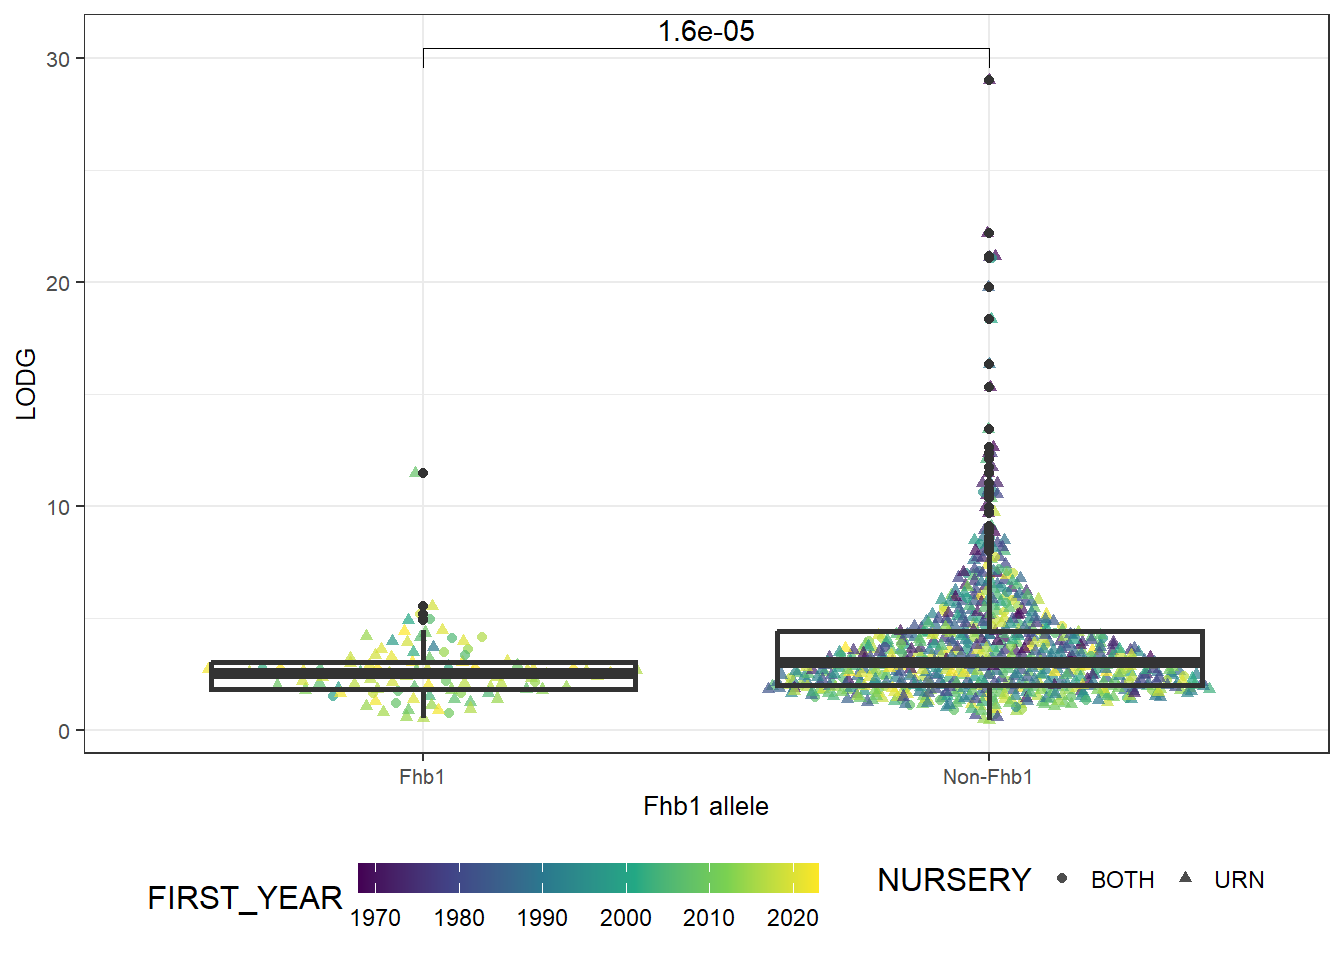 1.6e-05
30
20
10
0
LODG
Fhb1
Non-Fhb1
Fhb1 allele
FIRST_YEAR
1970 1980 1990 2000 2010 2020
NURSERY BOTH URN